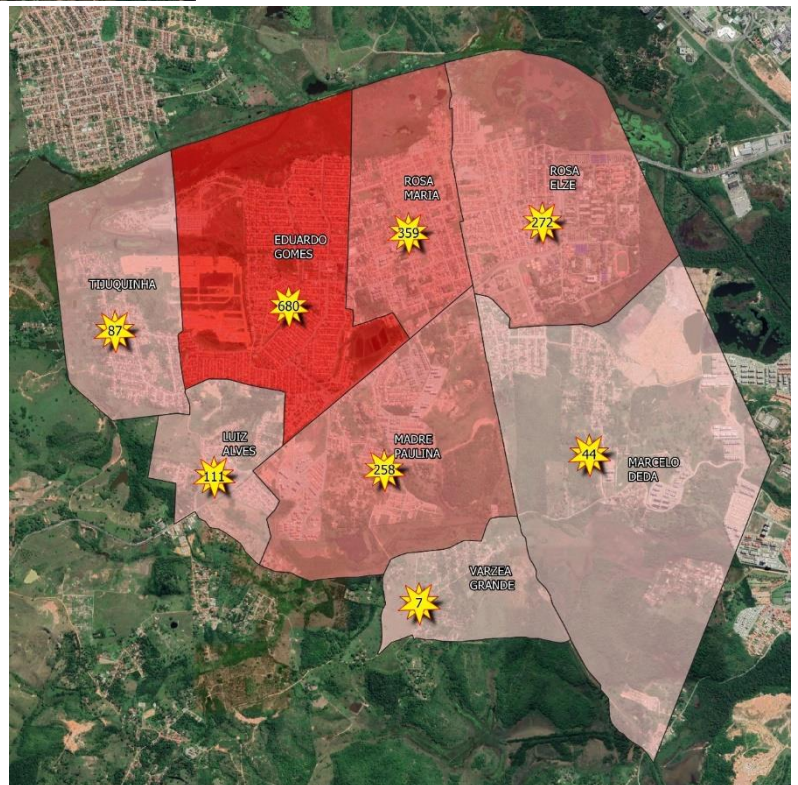 ROSA
MARIA
359
ROSA
ELZE
272
EDUARDO
GOMES
680
TIJUQUINHA
87
LUIZ
ALVES
111
MADRE
PAULINA
258
44
MARCELO
DEDA
VARZEA
GRANDE
7